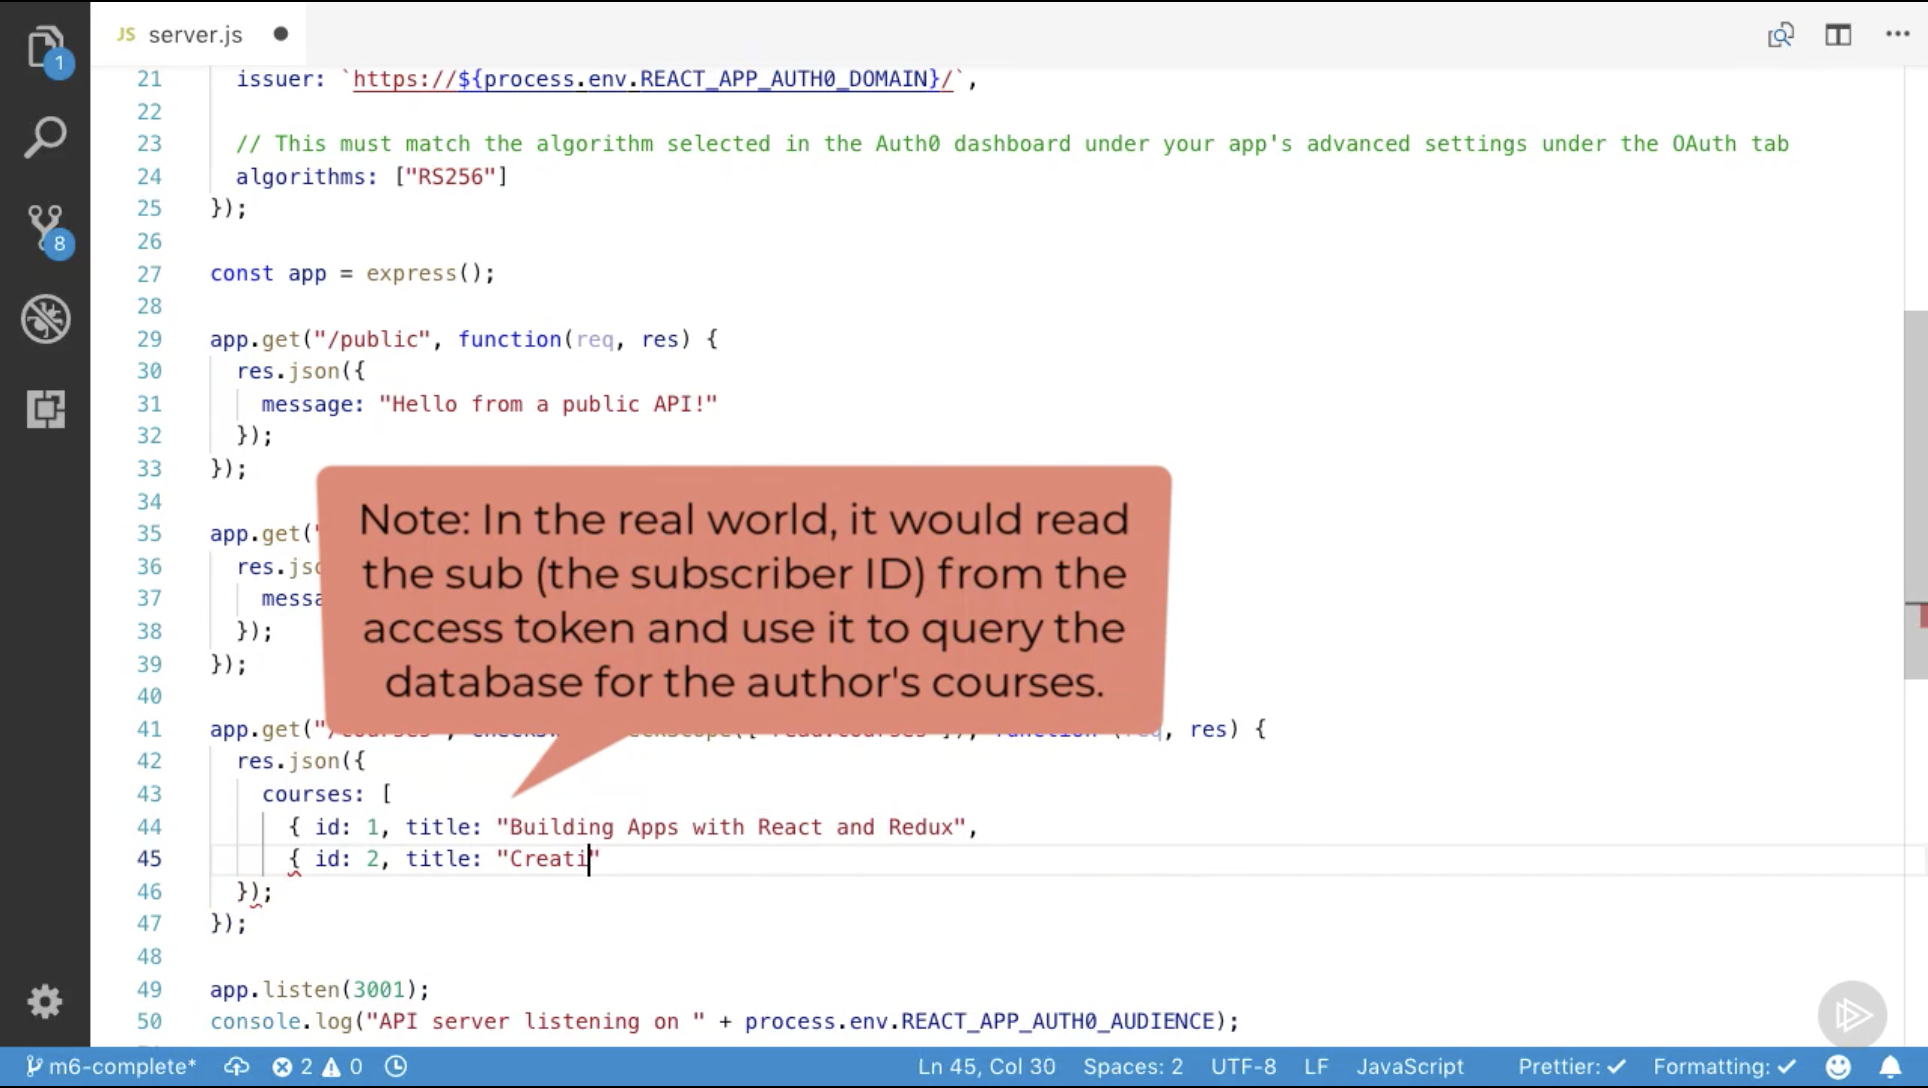 JS server.js
1
8
21 issuer: `https://${process.env.REACT_APP_AUTH0_DOMAIN}/`,
22
23 // This must match the algorithm selected in the Auth0 dashboard under your app's advanced settings under the OAuth tab
24 algorithms: ["RS256"]
25 });
26
27 const app = express();
28
29 app.get("/public", function(req, res) {
30 res.json({
31 message: "Hello from a public API!"
32 });
33 });
34
35 app.get("
36 res.jso
37 messa
38 });
39 });
40
Note: In the real world, it would read
the sub (the subscriber ID) from the
access token and use it to query the
database for the author's courses.
41 app.get("/courses", res) {
42 res.json({
43 courses: [
44 { id: 1, title: "Building Apps with React and Redux",
45 { id: 2, title: "Creati"
46 });
47 });
48
49 app.listen(3001);
50 console.log("API server listening on " + process.env.REACT_APP_AUTH0_AUDIENCE);
m6-complete* 2 0 Ln 45, Col 30 Spaces: 2 UTF-8 LF JavaScript Prettier: ✓ Formatting: ✓